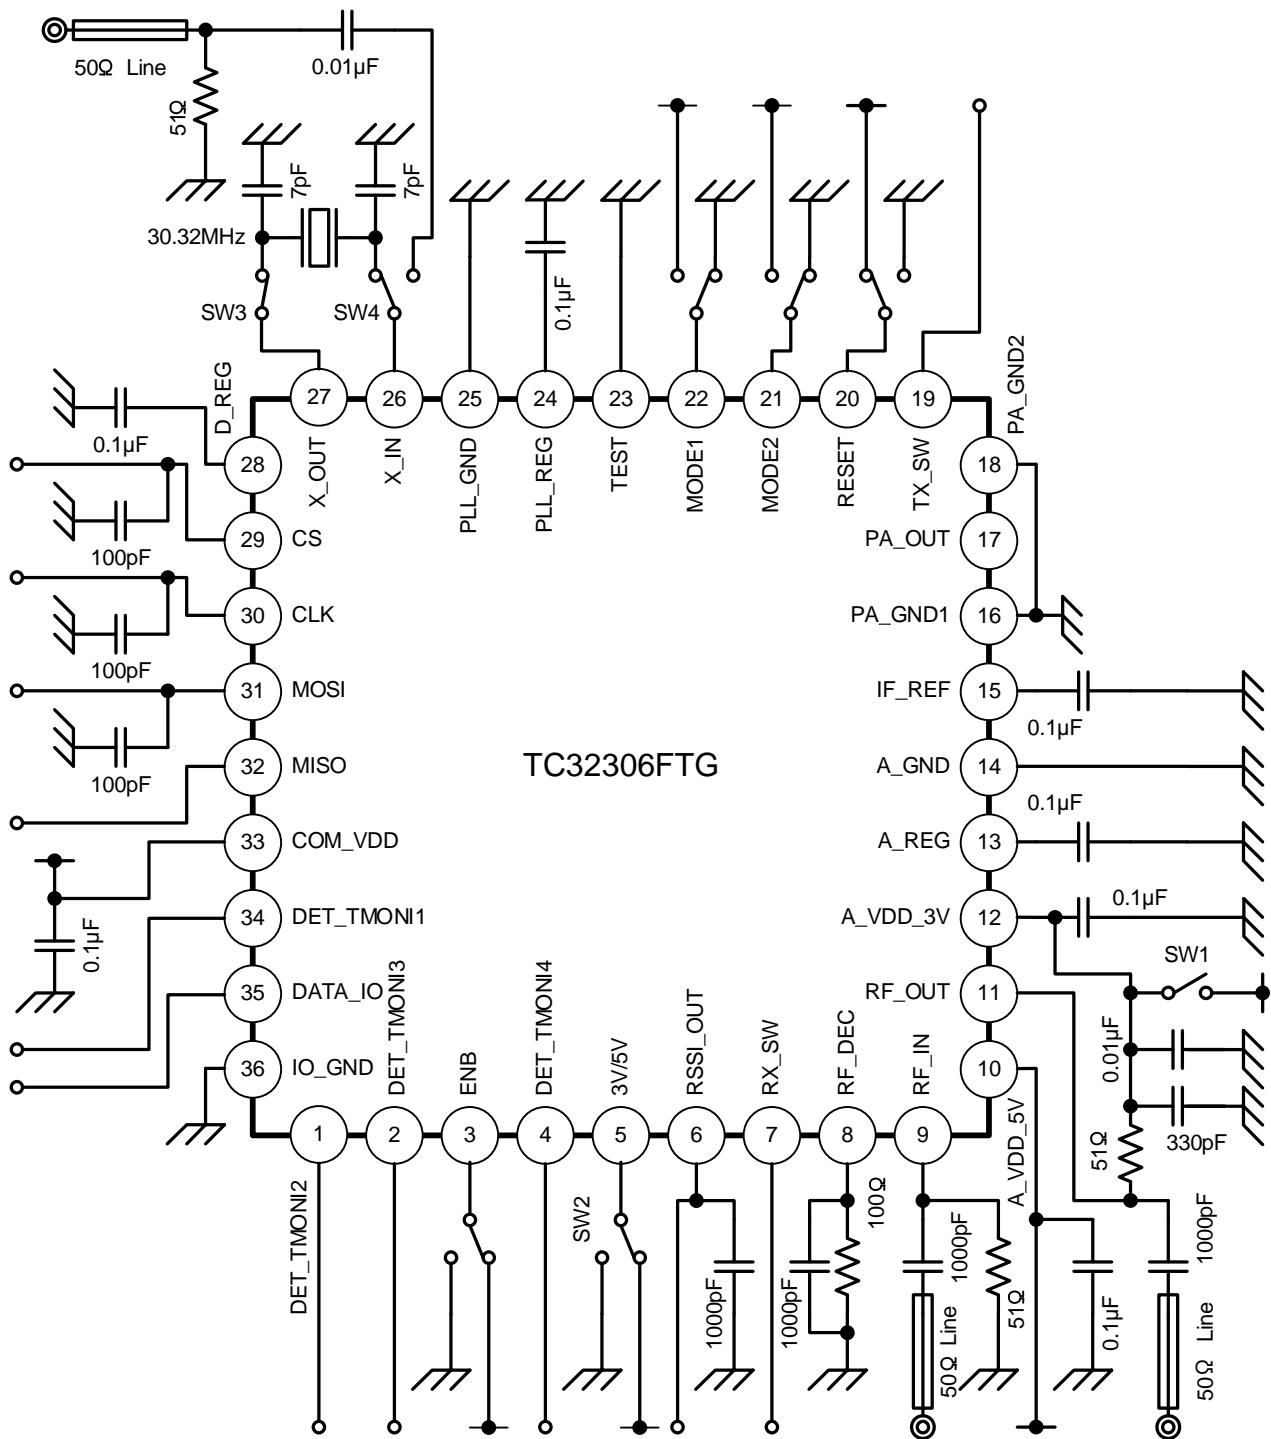 50Ω Line
0.01µF
51Ω
7pF
7pF
30.32MHz
SW3
SW4
0.1µF
D_REG
0.1µF
27
26
25
24
23
22
21
20
19
PA_GND2
X_OUT
X_IN
PLL_GND
PLL_REG
TEST
MODE1
MODE2
RESET
TX_SW
28
18
100pF
29
CS
PA_OUT
17
30
CLK
PA_GND1
16
100pF
31
MOSI
IF_REF
15
0.1µF
100pF
32
MISO
TC32306FTG
A_GND
14
0.1µF
33
COM_VDD
A_REG
13
0.1µF
34
DET_TMONI1
A_VDD_3V
12
0.1µF
SW1
35
DATA_IO
RF_OUT
11
0.01µF
36
IO_GND
DET_TMONI3
ENB
DET_TMONI4
3V/5V
RSSI_OUT
RX_SW
RF_DEC
RF_IN
10
A_VDD_5V
1
2
3
4
5
6
7
8
9
330pF
51Ω
DET_TMONI2
SW2
1000pF
1000pF
100Ω
1000pF
51Ω
0.1µF
1000pF
50Ω Line
50Ω Line